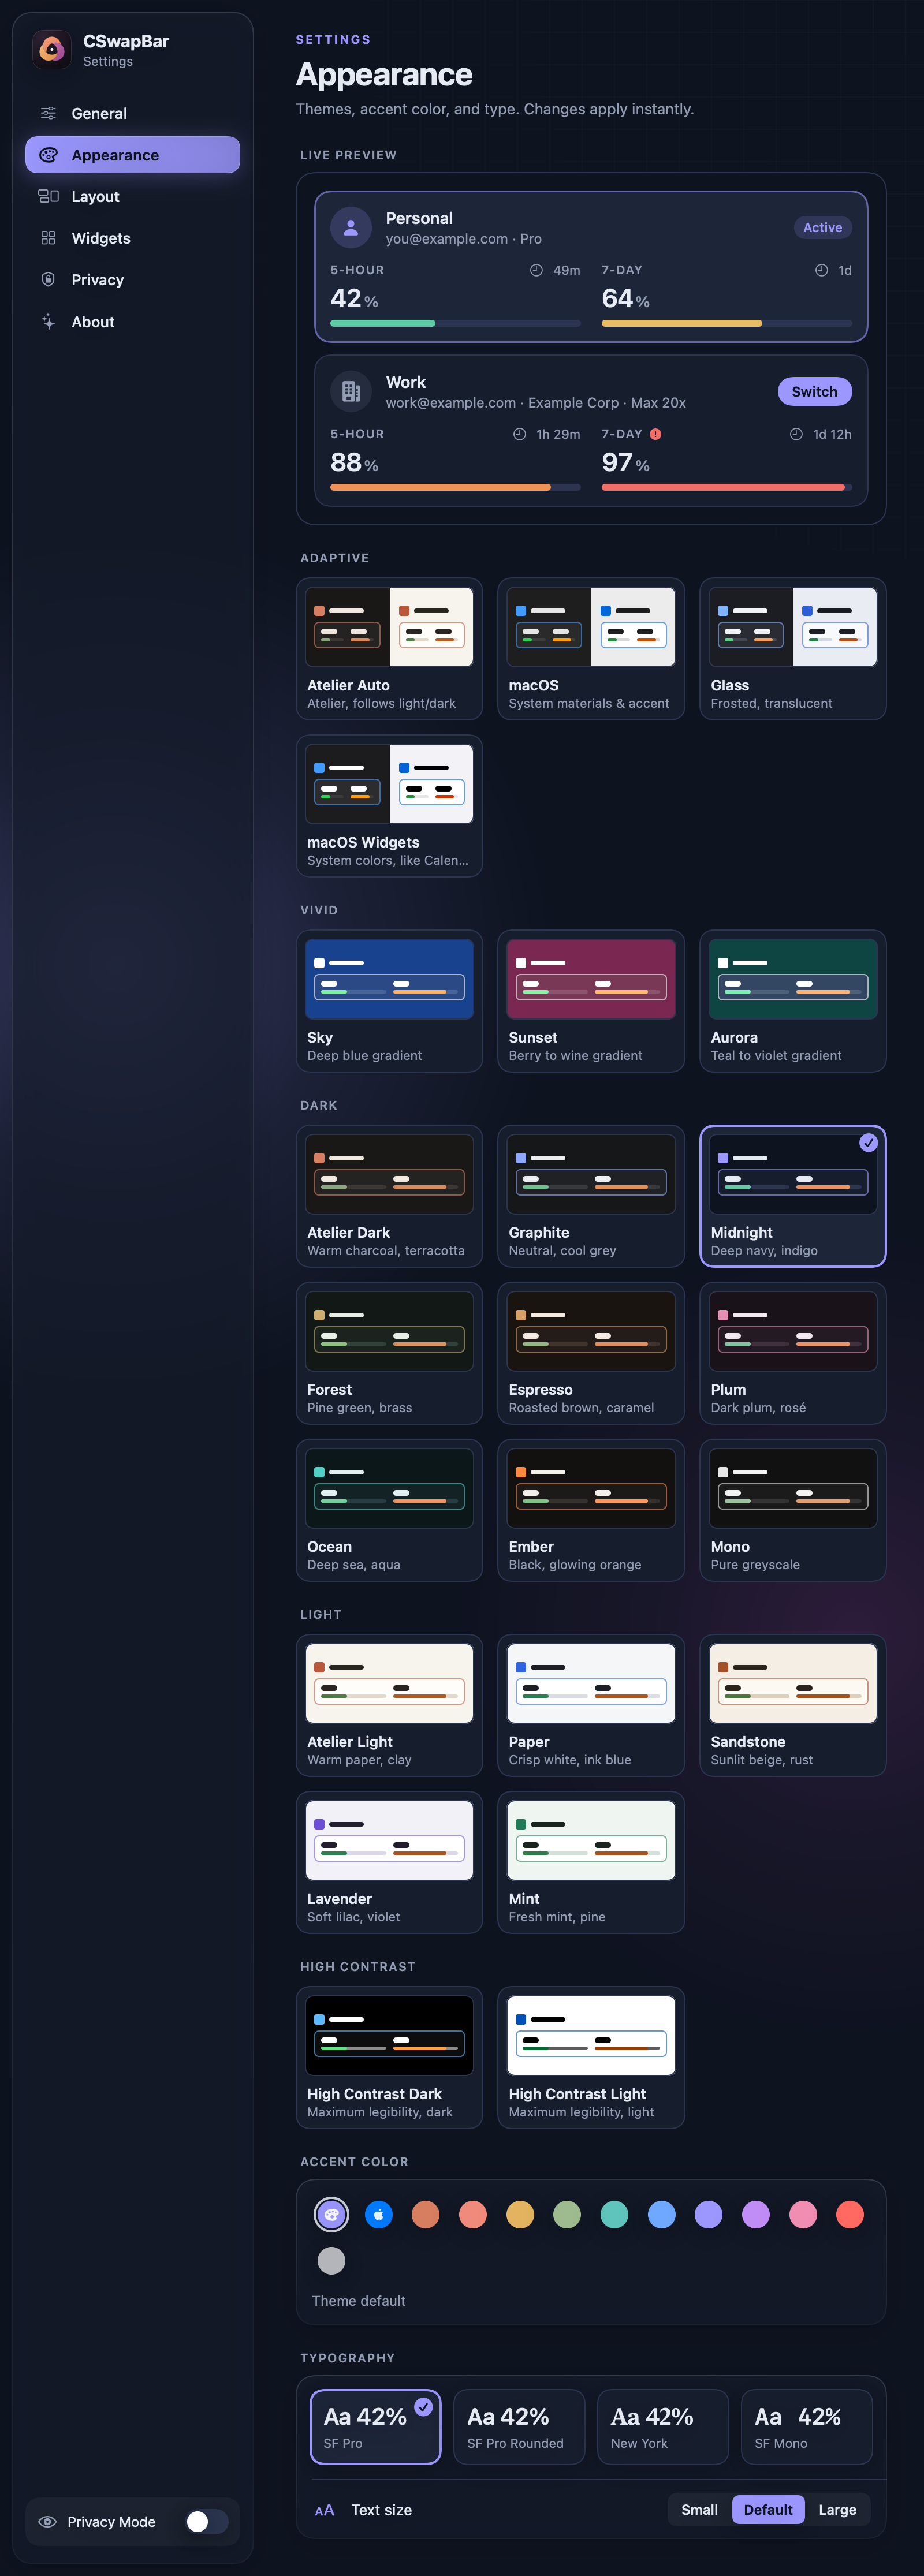 CSwapBar
Settings
General
Appearance
Layout
Widgets
Privacy
About
Privacy Mode
SETTINGS
Appearance
Themes, accent color, and type. Changes apply instantly.
LIVE PREVIEW
Personal
you@example.com · Pro
Active
5-HOUR 49m 7-DAY 1d
42% 64%
Work
work@example.com · Example Corp · Max 20x
Switch
5-HOUR 1h 29m 7-DAY 1d 12h
88% 97%
ADAPTIVE
Atelier Auto
Atelier, follows light/dark
macOS
System materials & accent
Glass
Frosted, translucent
macOS Widgets
System colors, like Calen...
VIVID
Sky
Deep blue gradient
Sunset
Berry to wine gradient
Aurora
Teal to violet gradient
DARK
Atelier Dark
Warm charcoal, terracotta
Graphite
Neutral, cool grey
Midnight
Deep navy, indigo
Forest
Pine green, brass
Espresso
Roasted brown, caramel
Plum
Dark plum, rosé
Ocean
Deep sea, aqua
Ember
Black, glowing orange
Mono
Pure greyscale
LIGHT
Atelier Light
Warm paper, clay
Paper
Crisp white, ink blue
Sandstone
Sunlit beige, rust
Lavender
Soft lilac, violet
Mint
Fresh mint, pine
HIGH CONTRAST
High Contrast Dark
Maximum legibility, dark
High Contrast Light
Maximum legibility, light
ACCENT COLOR
Theme default
TYPOGRAPHY
Aa 42%
SF Pro
Aa 42%
SF Pro Rounded
Aa 42%
New York
Aa 42%
SF Mono
AA Text size
Small Default Large